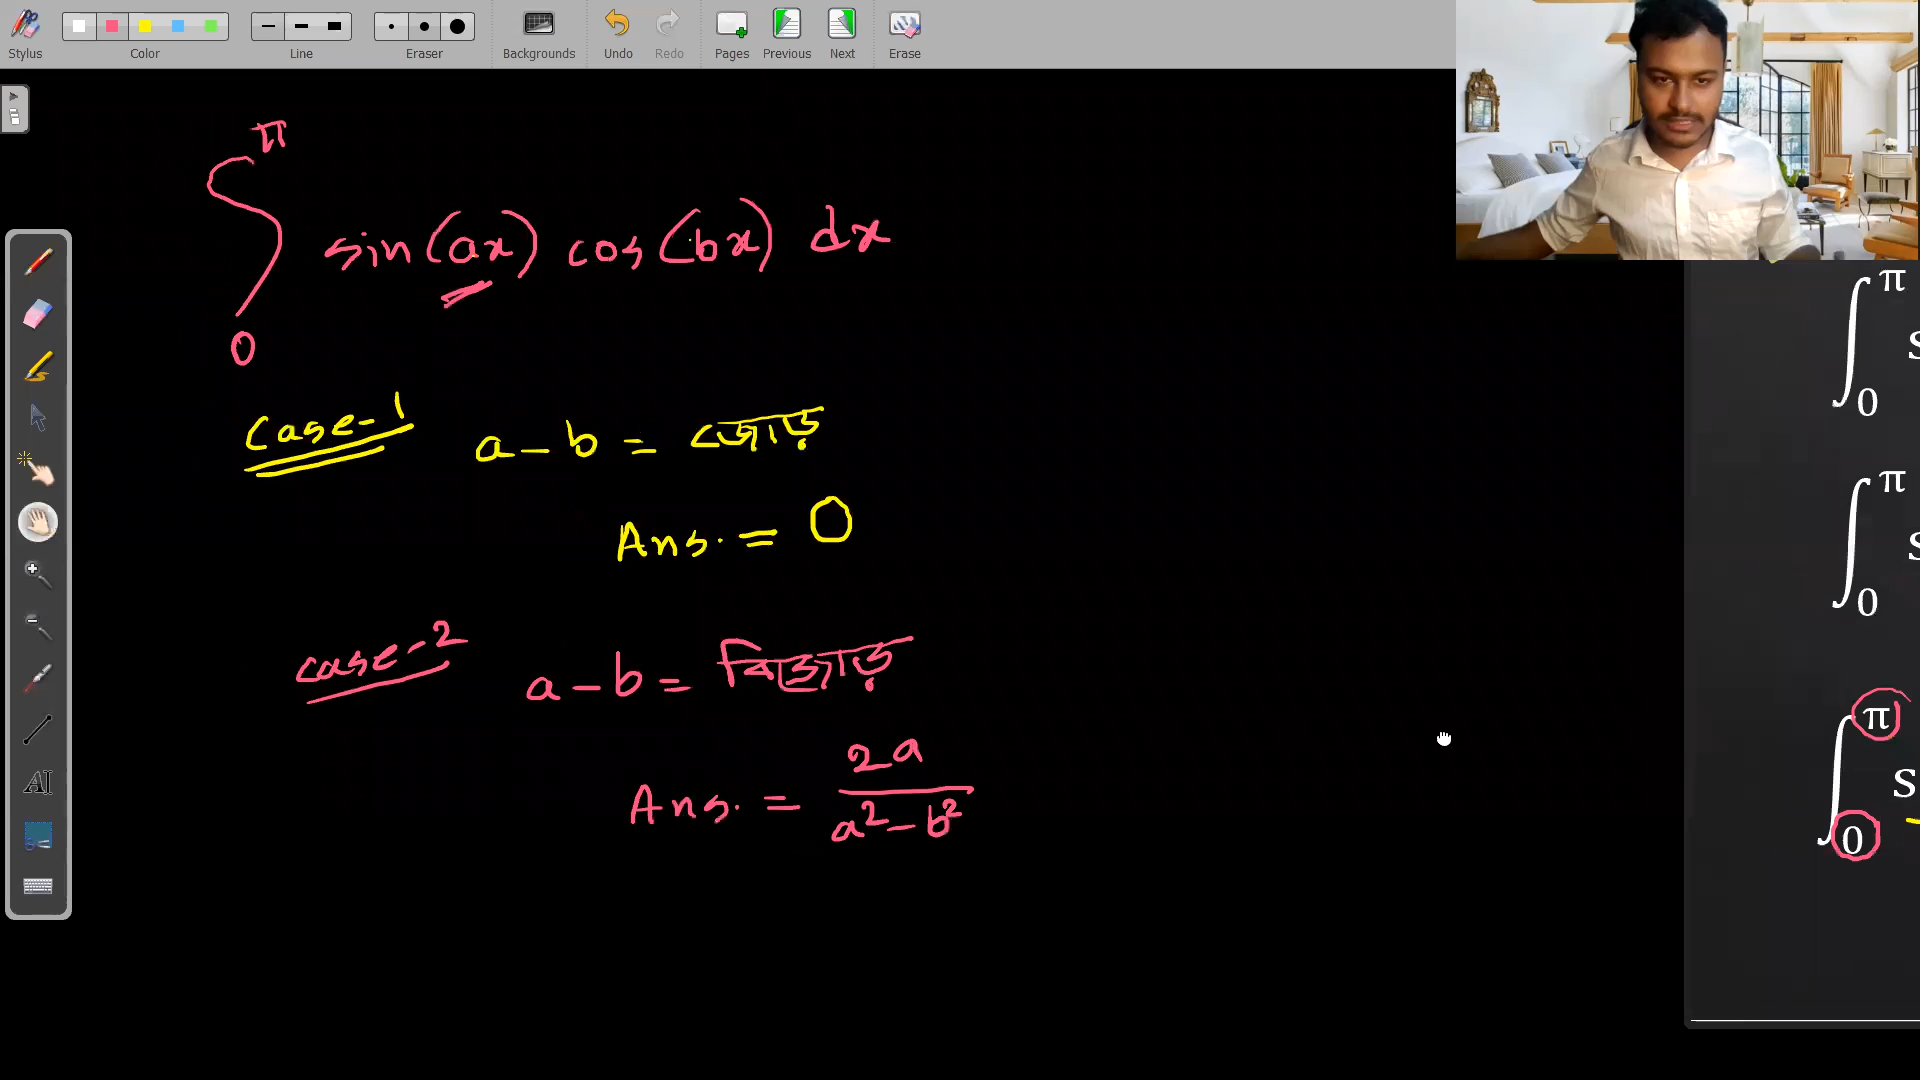 Stylus Color Line Eraser Backgrounds Undo Redo Pages Previous Next Erase
π
∫ sin(ax) cos(bx) dx
0
Case-1 a-b = জোড়
Ans. = 0
case-2 a-b = বিজোড়
Ans. = 2a / a²-b²
∫ π 0 s
∫ π 0 s
∫ π 0 s